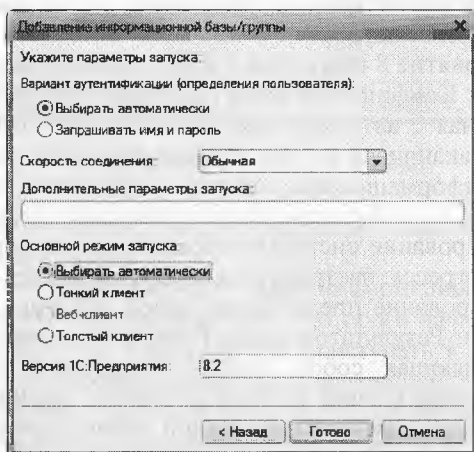 Добавление информационной базы/группы
Укажите параметры запуска:
Вариант аутентификации (определения пользователя):
Выбирать автоматически
Запрашивать имя и пароль
Скорость соединения: Обычная
Дополнительные параметры запуска:
Основной режим запуска:
Выбирать автоматически
Тонкий клиент
Веб-клиент
Толстый клиент
Версия 1С:Предприятия: 8.2
< Назад Готово Отмена